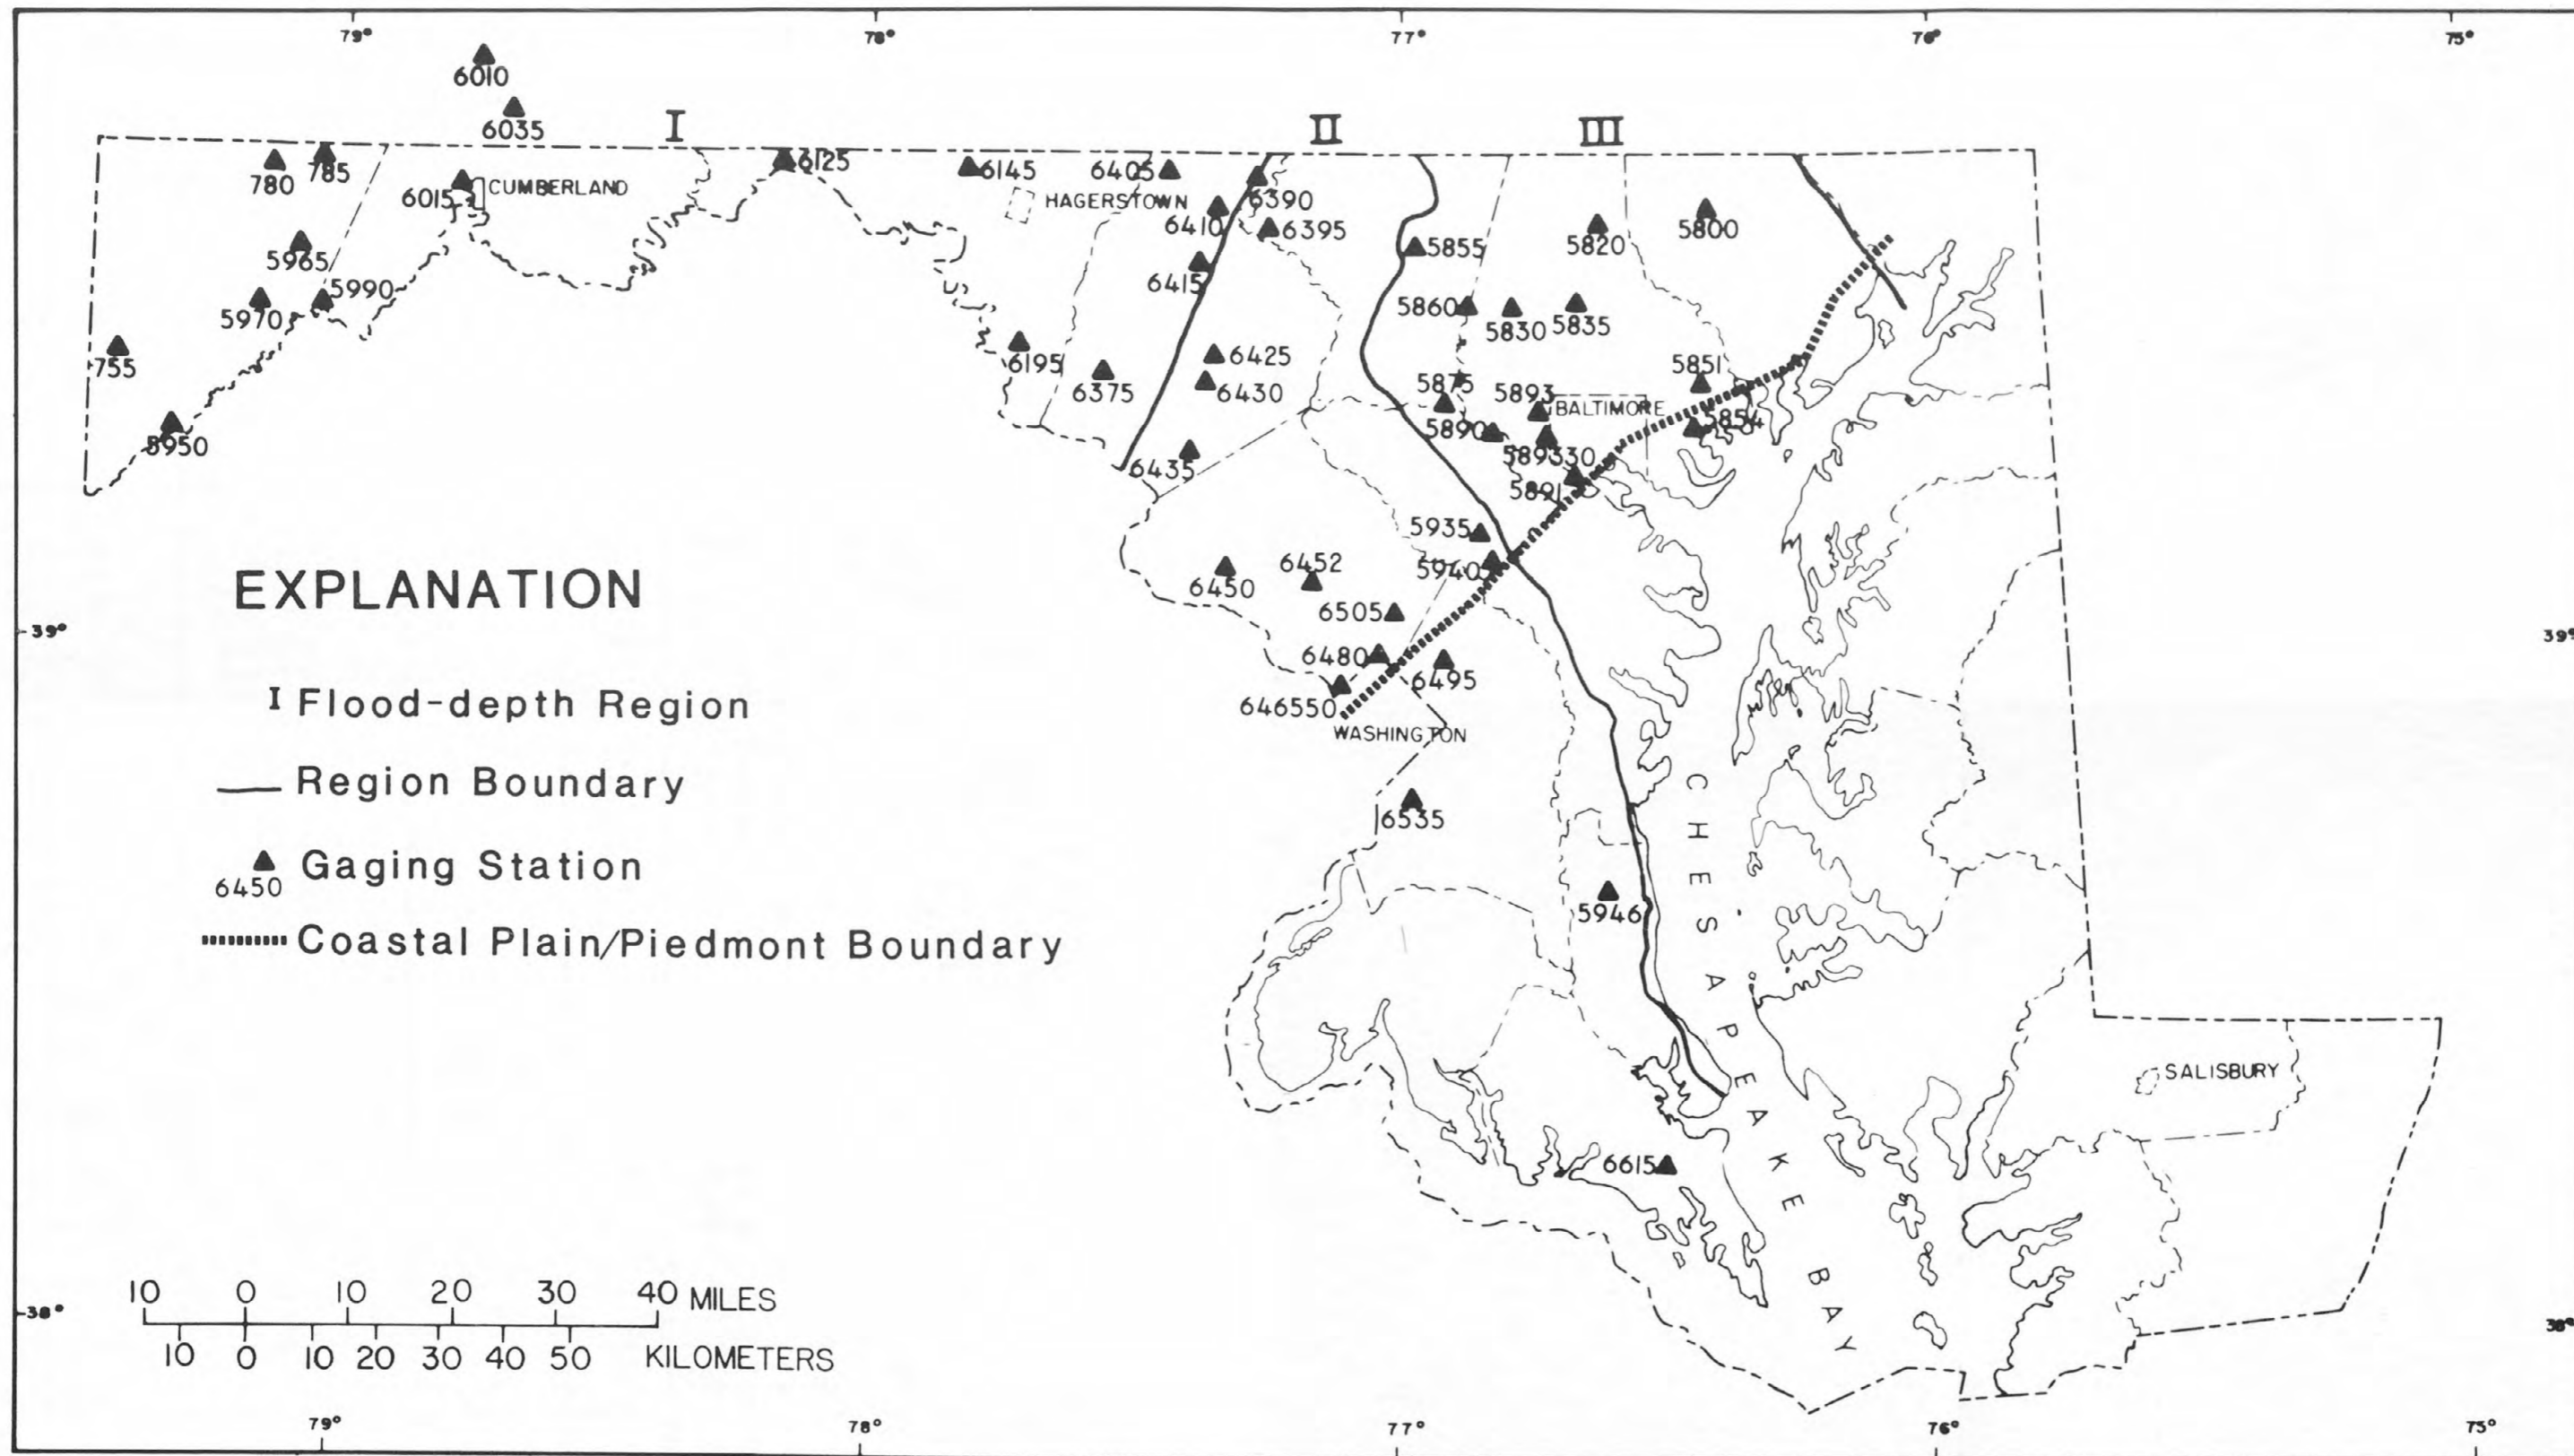 79° 78° 77° 76° 75°
6010
6035
I II III
780 785
6015 CUMBERLAND
6125
6145
HAGERSTOWN
6405
6390
6410 6395
5855
5820 5800
5965
5990
5970
6415
5860 5830 5835
755
6195
6375
6425
6430
5851
5875 5893 BALTIMORE
5854
5890
589330
5891
5950
6435
5935
5940
EXPLANATION
6450 6452
6505
39° 39°
6480 6495
646550
WASHINGTON
I Flood-depth Region
Region Boundary
6535
Gaging Station
6450
5946
Coastal Plain/Piedmont Boundary
CHESAPEAKE BAY
SALISBURY
6615
10 0 10 20 30 40 MILES
10 0 10 20 30 40 50 KILOMETERS
38° 38°
79° 78° 77° 76° 75°